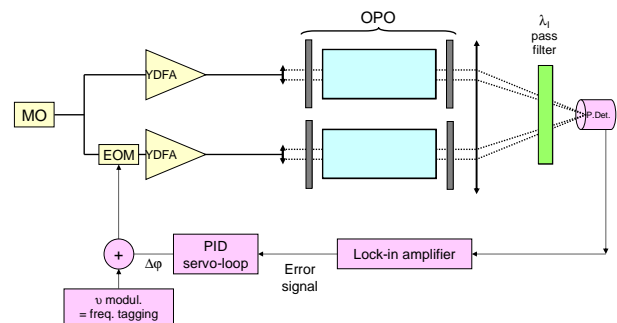 OPO
λI
pass
filter
YDFA
MO
P.Det.
EOM
YDFA
PID
servo-loop
Lock-in amplifier
+
Δφ
Error
signal
υ modul.
= freq. tagging